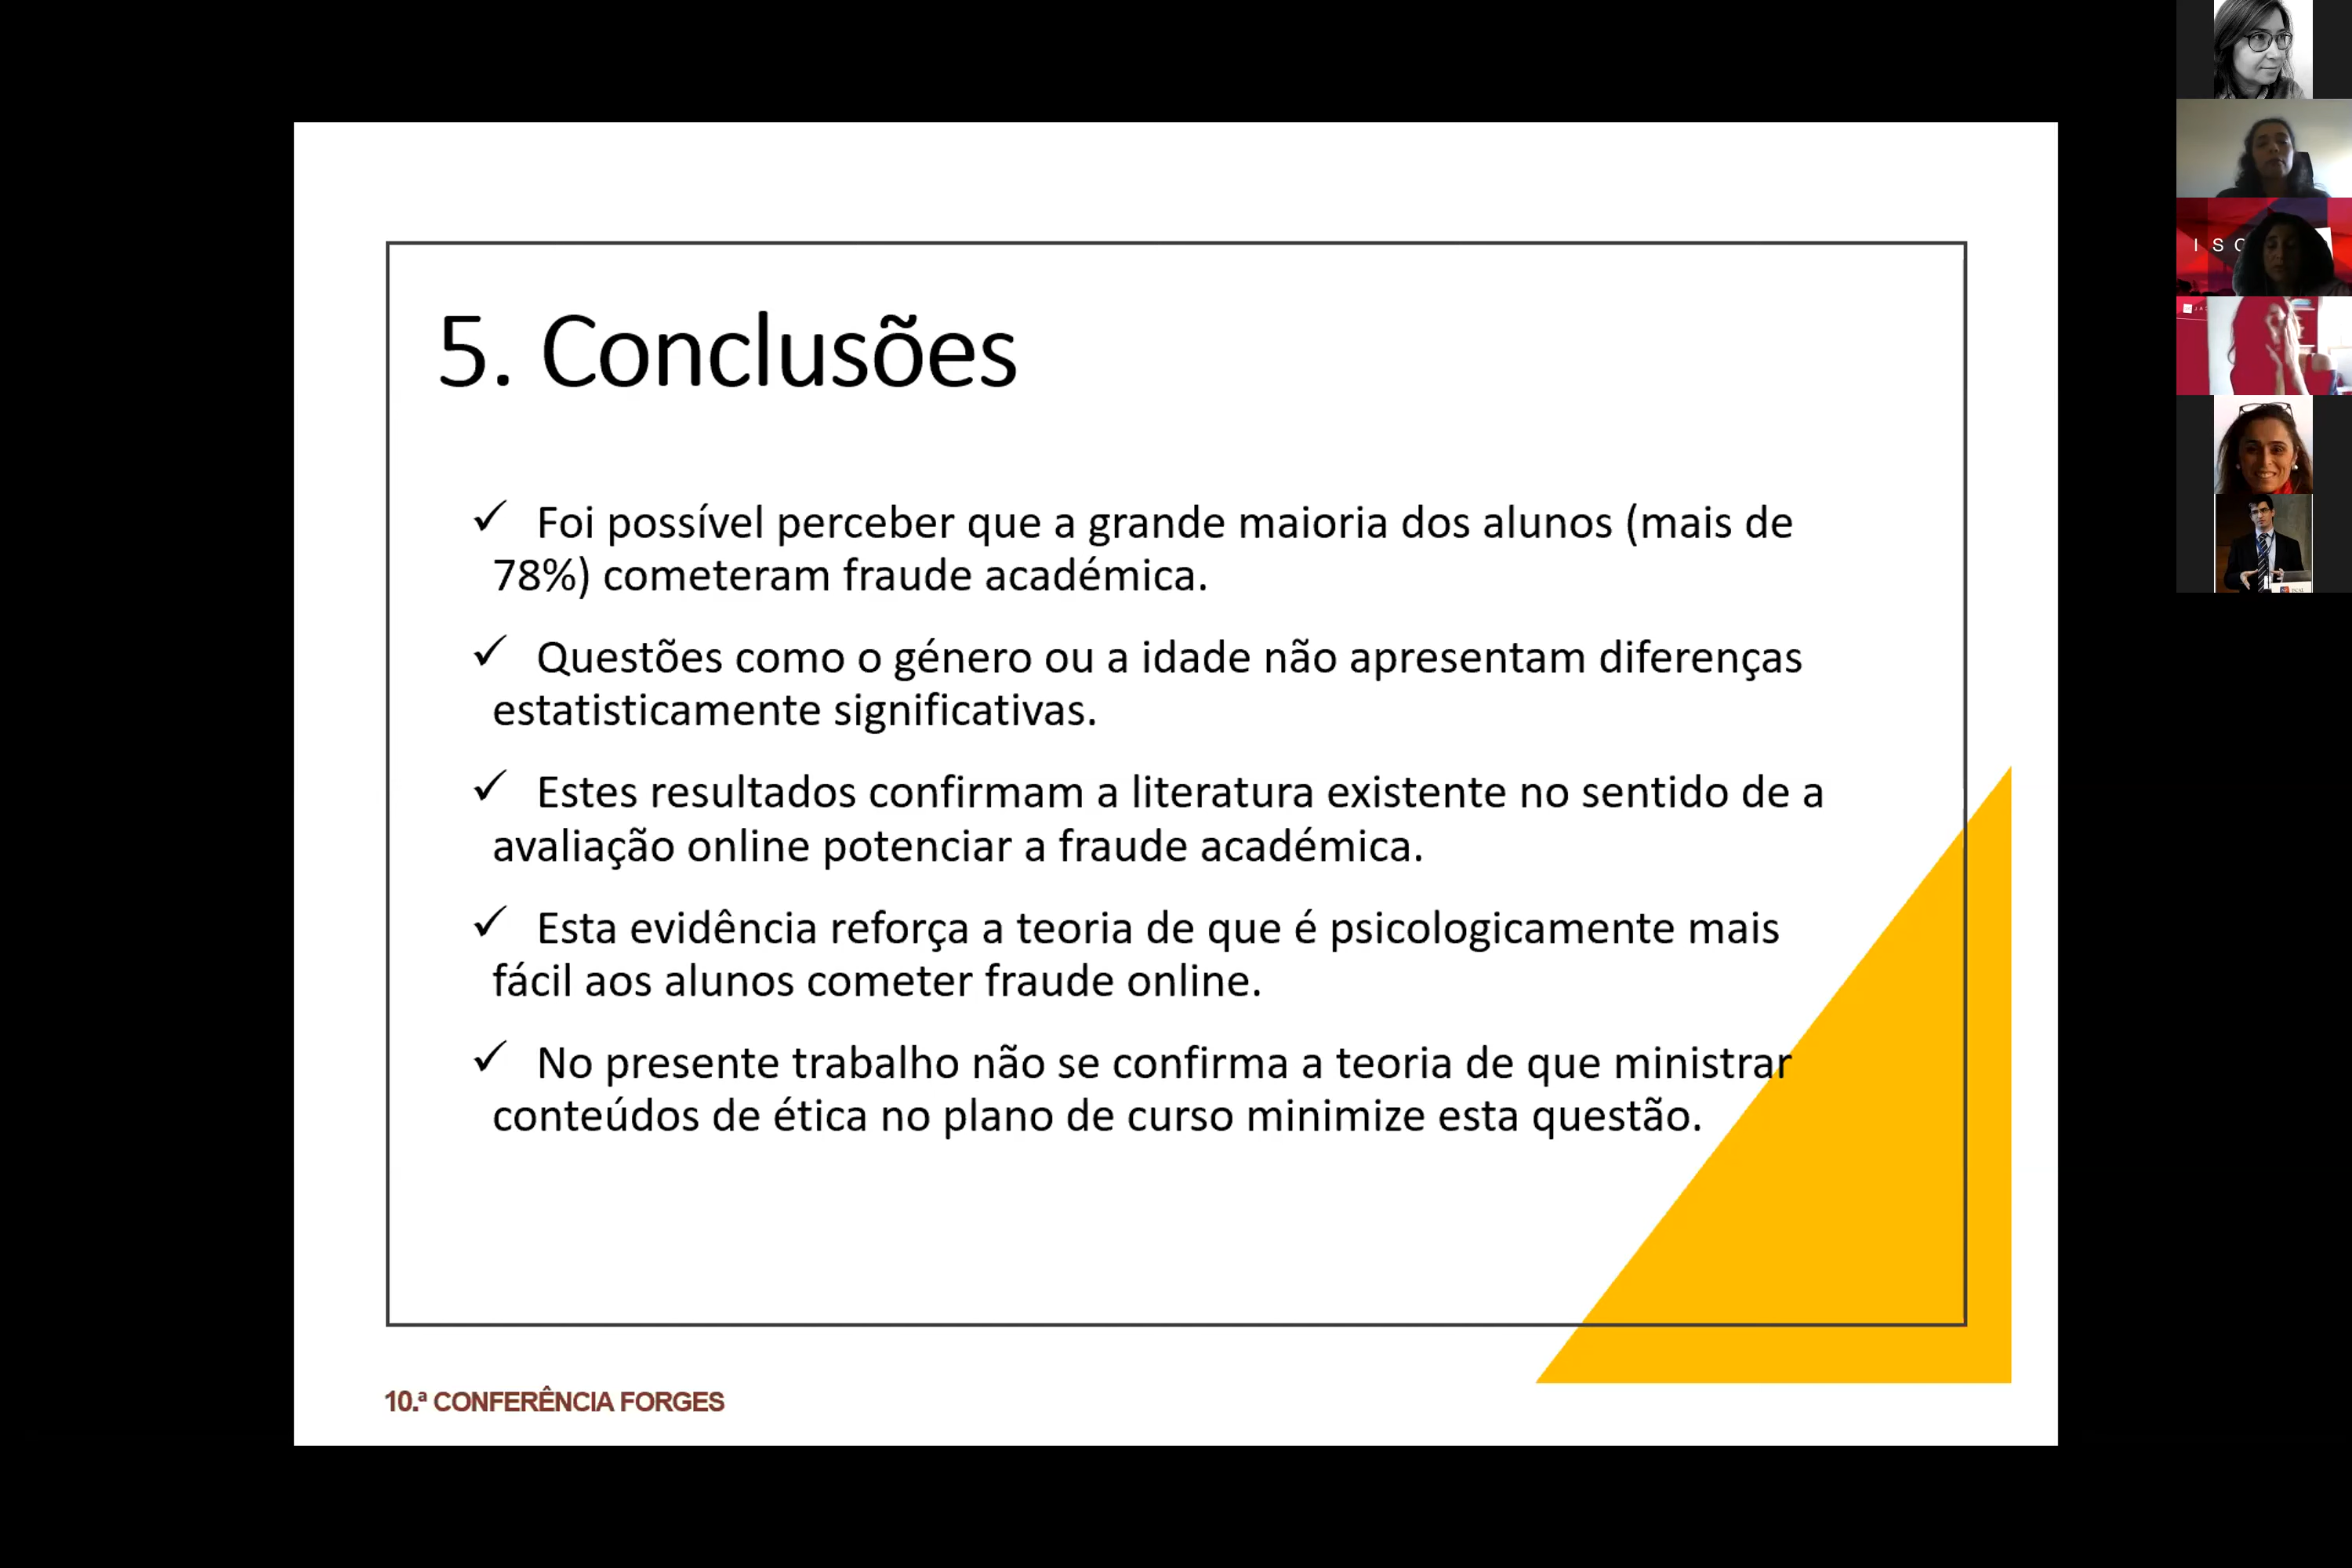 5. Conclusões
✓ Foi possível perceber que a grande maioria dos alunos (mais de
78%) cometeram fraude académica.
✓ Questões como o género ou a idade não apresentam diferenças
estatisticamente significativas.
✓ Estes resultados confirmam a literatura existente no sentido de a
avaliação online potenciar a fraude académica.
✓ Esta evidência reforça a teoria de que é psicologicamente mais
fácil aos alunos cometer fraude online.
✓ No presente trabalho não se confirma a teoria de que ministrar
conteúdos de ética no plano de curso minimize esta questão.
10.ª CONFERÊNCIA FORGES
I S C